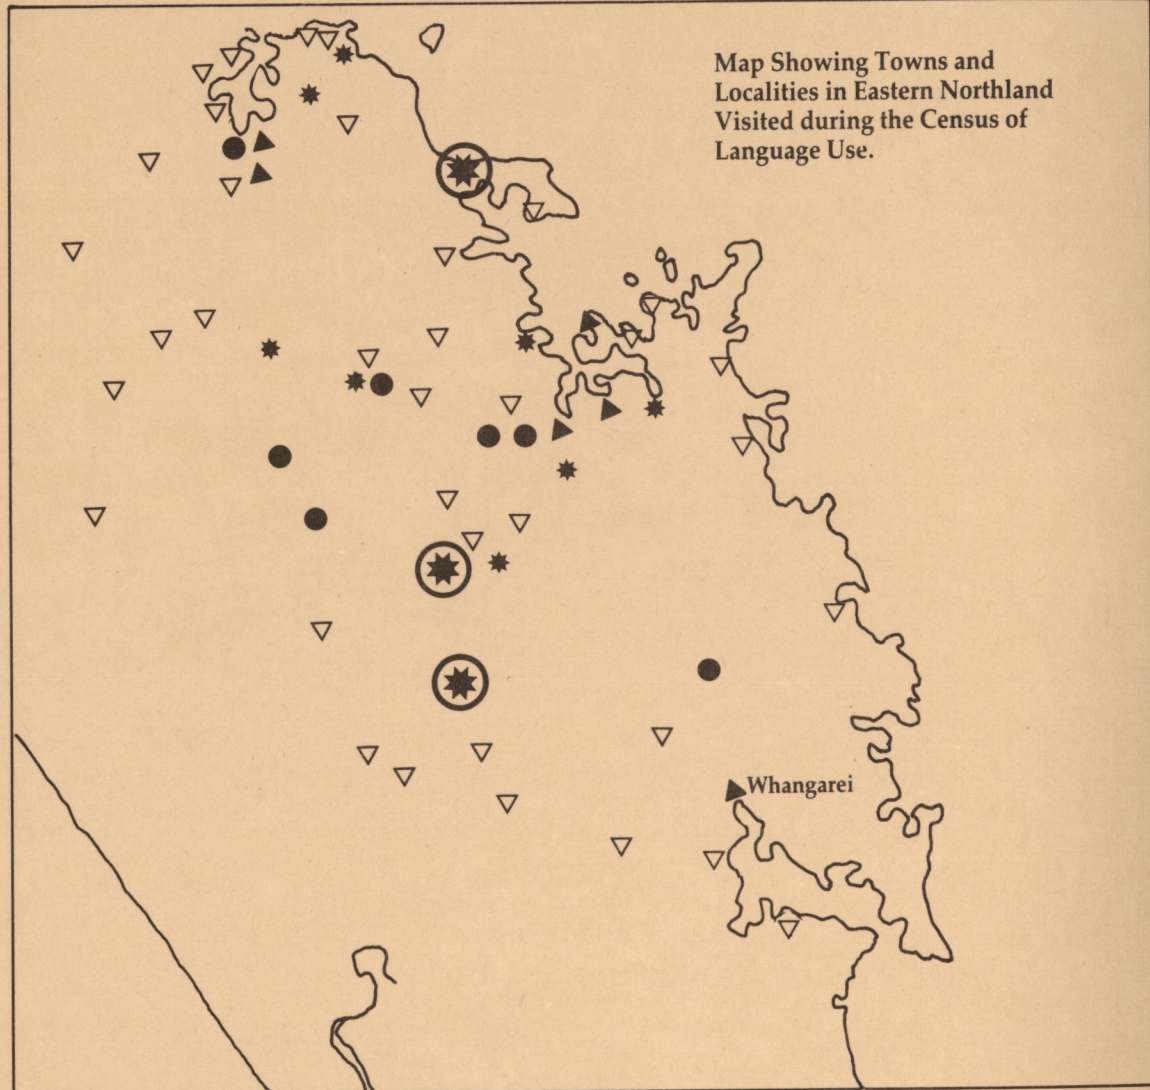 Map Showing Towns and
Localities in Eastern Northland
Visited during the Census of
Language Use.
Whangarei